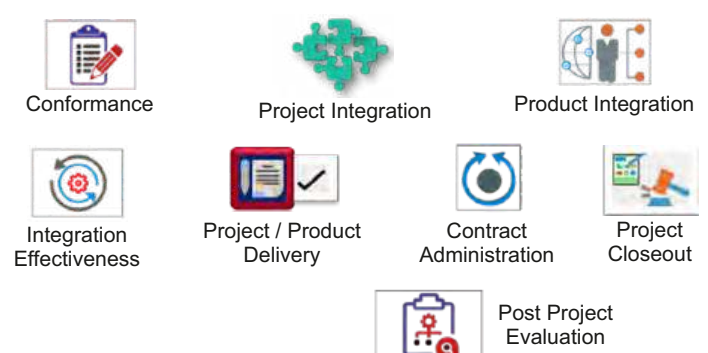 Conformance
Project Integration
Product Integration
Integration
Effectiveness
Project / Product
Delivery
Contract
Administration
Project
Closeout
Post Project
Evaluation